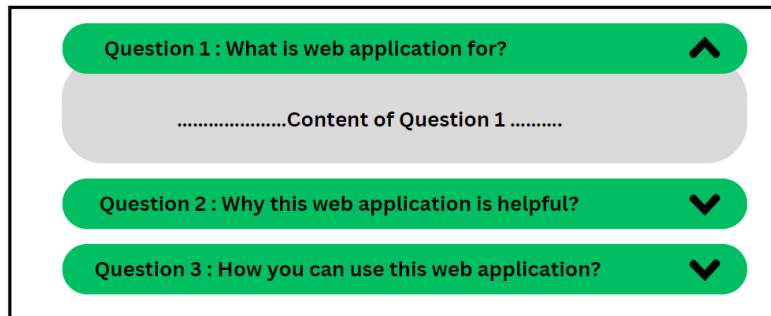 Question 1 : What is web application for?
.....................Content of Question 1 ..........
Question 2 : Why this web application is helpful?
Question 3 : How you can use this web application?